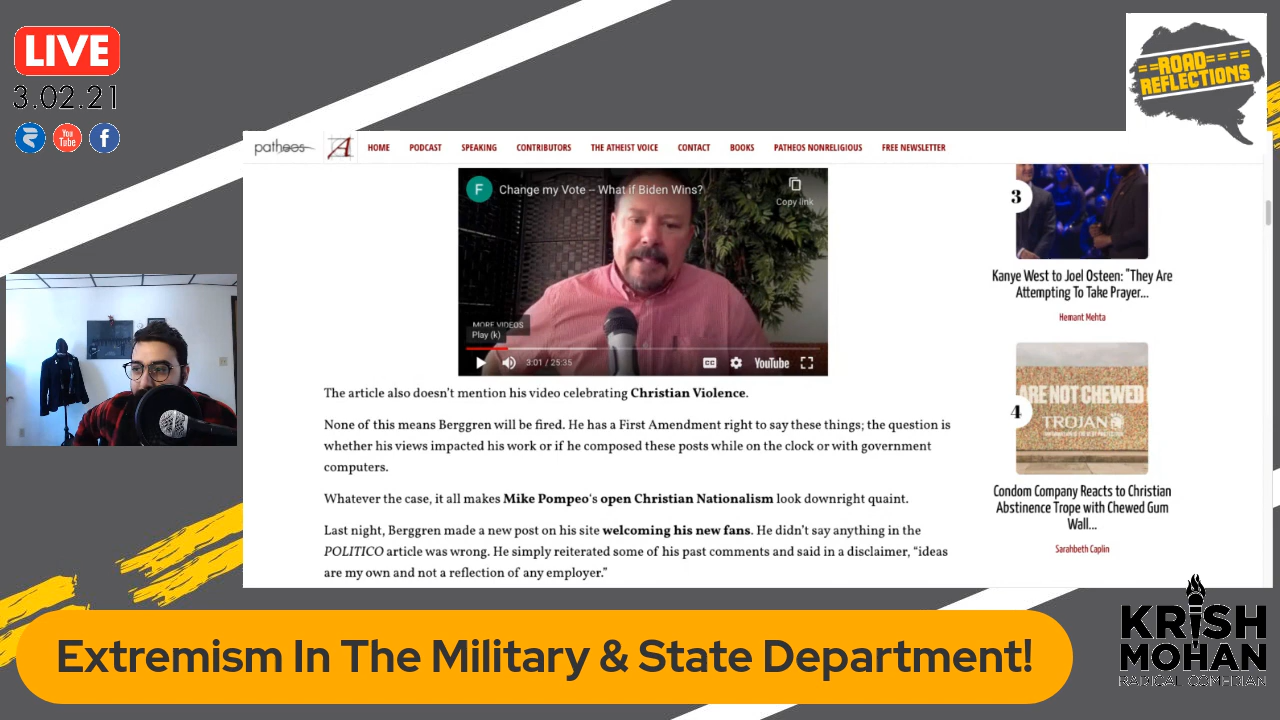 LIVE
3.02.21
You
Tube
f
==ROAD====
REFLECTIONS
patheos
A
HOME PODCAST SPEAKING CONTRIBUTORS THE ATHEIST VOICE CONTACT BOOKS PATHEOS NONRELIGIOUS FREE NEWSLETTER
F
Change my Vote – What if Biden Wins?
Copy link
MORE VIDEOS
Play (k)
3:01 / 25:35
CC
YouTube
The article also doesn't mention his video celebrating Christian Violence.
None of this means Berggren will be fired. He has a First Amendment right to say these things; the question is
whether his views impacted his work or if he composed these posts while on the clock or with government
computers.
Whatever the case, it all makes Mike Pompeo's open Christian Nationalism look downright quaint.
Last night, Berggren made a new post on his site welcoming his new fans. He didn't say anything in the
POLITICO article was wrong. He simply reiterated some of his past comments and said in a disclaimer, “ideas
are my own and not a reflection of any employer.”
3
Kanye West to Joel Osteen: "They Are
Attempting To Take Prayer...
Hemant Mehta
4
ARE NOT CHEWED
TROJAN
Condom Company Reacts to Christian
Abstinence Trope with Chewed Gum
Wall...
Sarahbeth Caplin
Extremism In The Military & State Department!
KRISH
MOHAN
RADICAL COMEDIAN